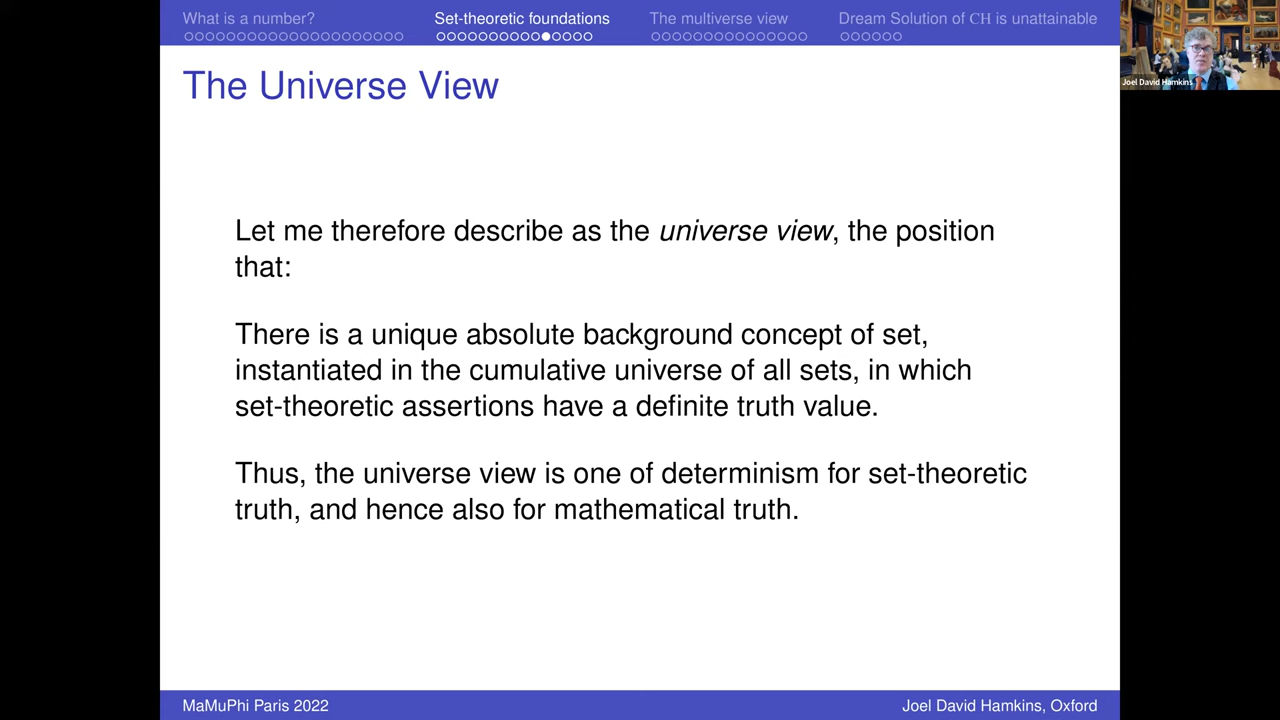 What is a number? Set-theoretic foundations The multiverse view Dream Solution of CH is unattainable
Joel David Hamkins
The Universe View
Let me therefore describe as the universe view, the position
that:
There is a unique absolute background concept of set,
instantiated in the cumulative universe of all sets, in which
set-theoretic assertions have a definite truth value.
Thus, the universe view is one of determinism for set-theoretic
truth, and hence also for mathematical truth.
MaMuPhi Paris 2022 Joel David Hamkins, Oxford